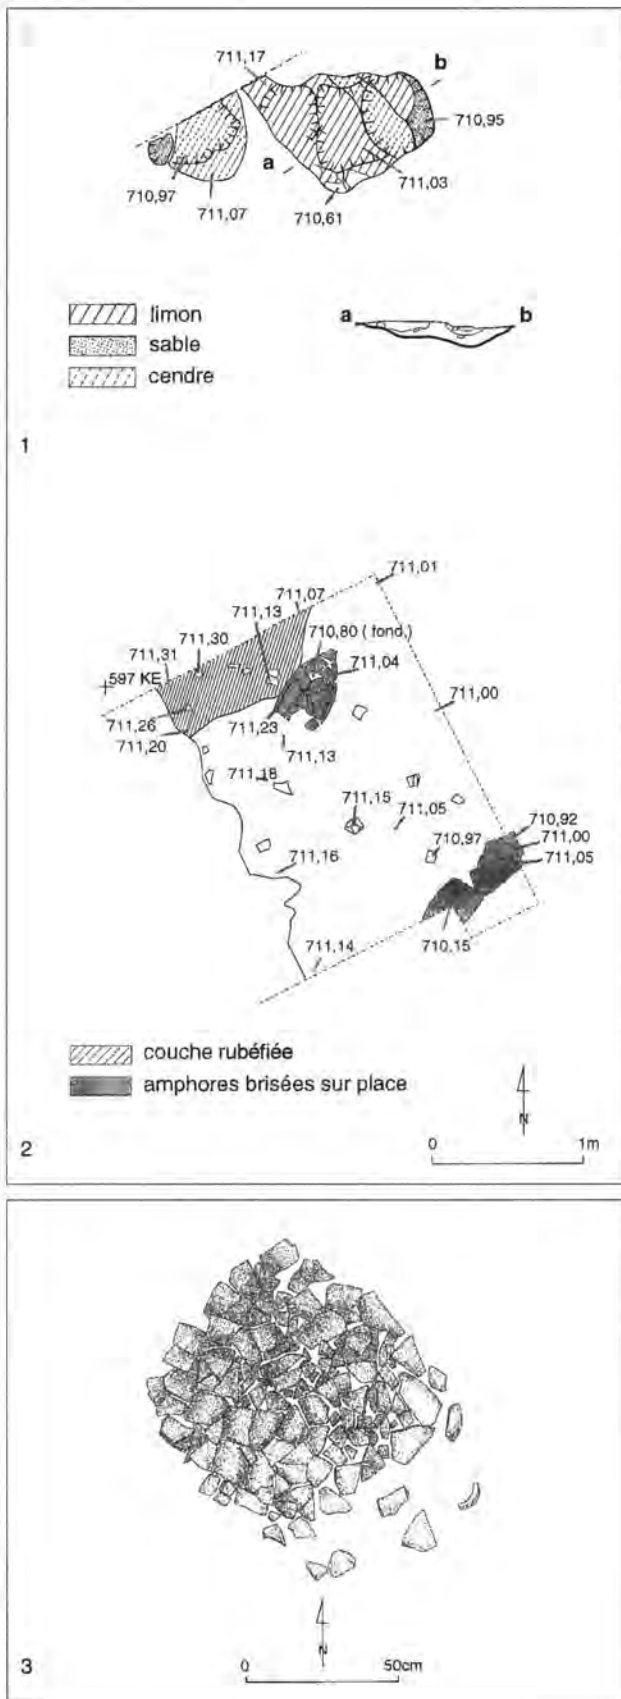 711,17
b
710,95
a
711,03
710,97
711,07
710,61
limon
a
b
sable
cendre
1
711,01
711,07
711,13
710,80 ( fond.)
711,30
711,04
711,31
597 KE
711,00
711,26
711,23
711,20
711,13
711,18
711,15
711,05
710,92
710,97
711,00
711,05
711,16
710,15
711,14
couche rubéfiée
amphores brisées sur place
N
2
0 1m
N
3
0 50cm